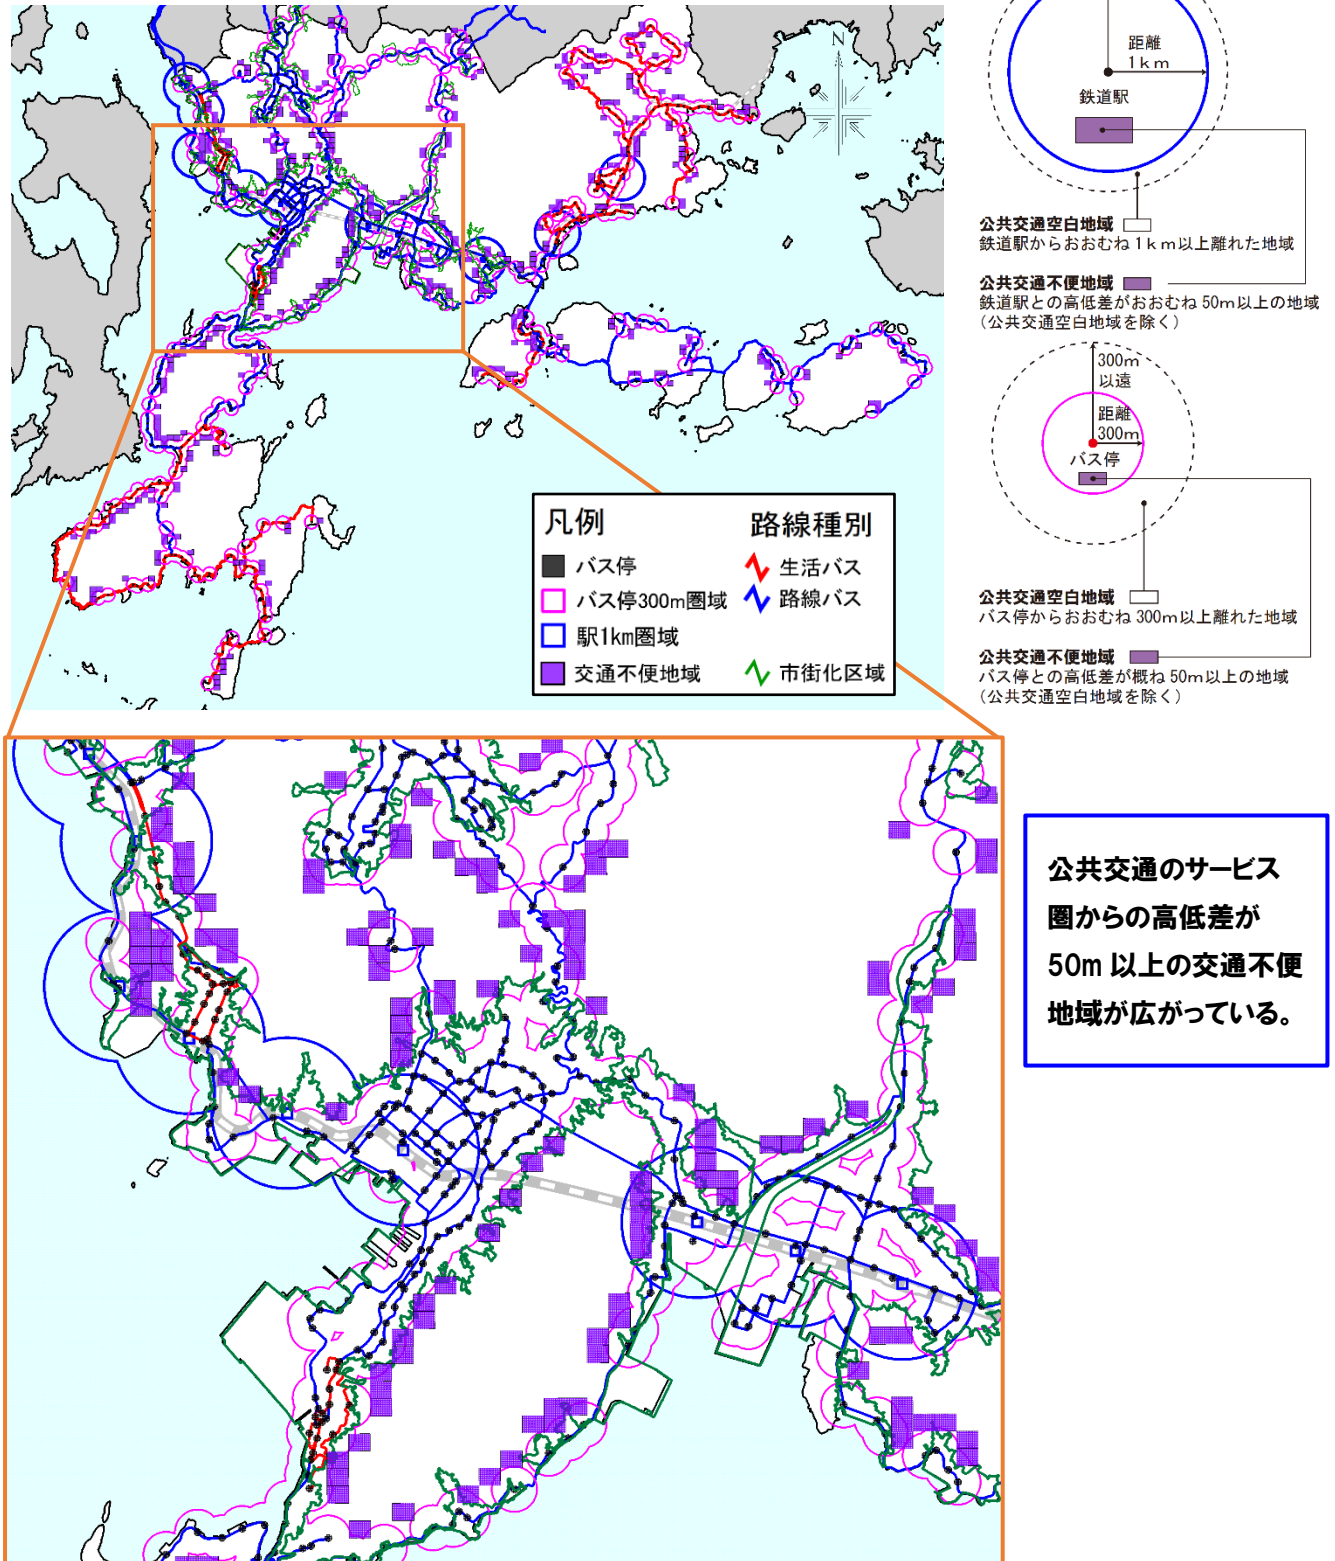 N
凡例
路線種別
バス停
生活バス
バス停300m圏域
路線バス
駅1km圏域
交通不便地域
市街化区域
距離
1km
鉄道駅
公共交通空白地域
鉄道駅からおおむね1km以上離れた地域
公共交通不便地域
鉄道駅との高低差がおおむね50m以上の地域
(公共交通空白地域を除く)
300m
以遠
距離
300m
バス停
公共交通空白地域
バス停からおおむね300m以上離れた地域
公共交通不便地域
バス停との高低差が概ね50m以上の地域
(公共交通空白地域を除く)
公共交通のサービス
圏からの高低差が
50m以上の交通不便
地域が広がっている。